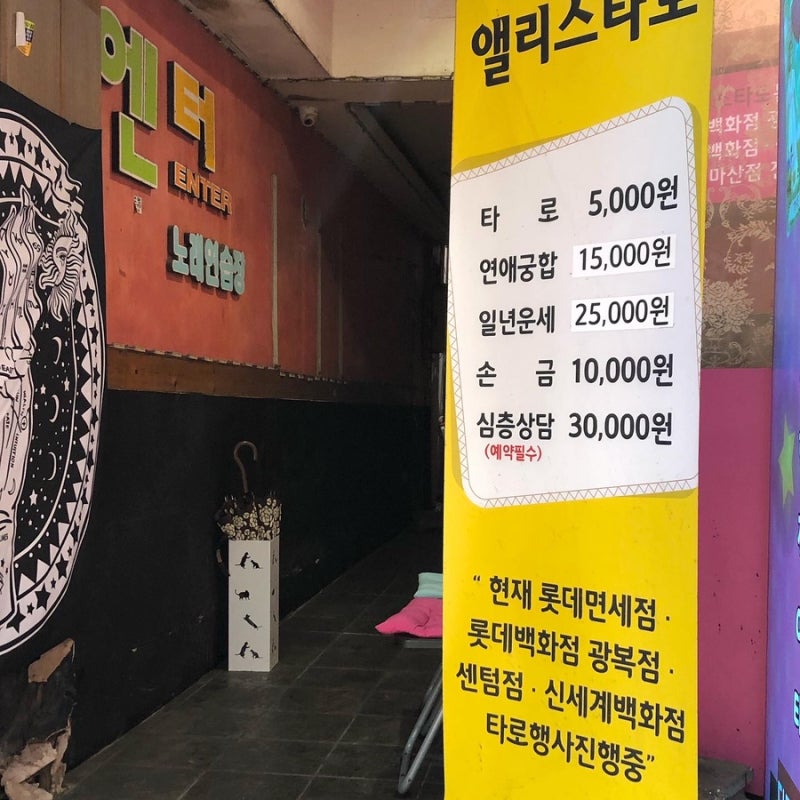 엔터
ENTER
노래연습장
앨리스타로
타 로 5,000원
연애궁합 15,000원
일년운세 25,000원
손 금 10,000원
심층상담 30,000원
(예약필수)
“ 현재 롯데면세점 ·
롯데백화점 광복점 ·
센텀점 · 신세계백화점
타로행사진행중”
백화점
백화점
마산점